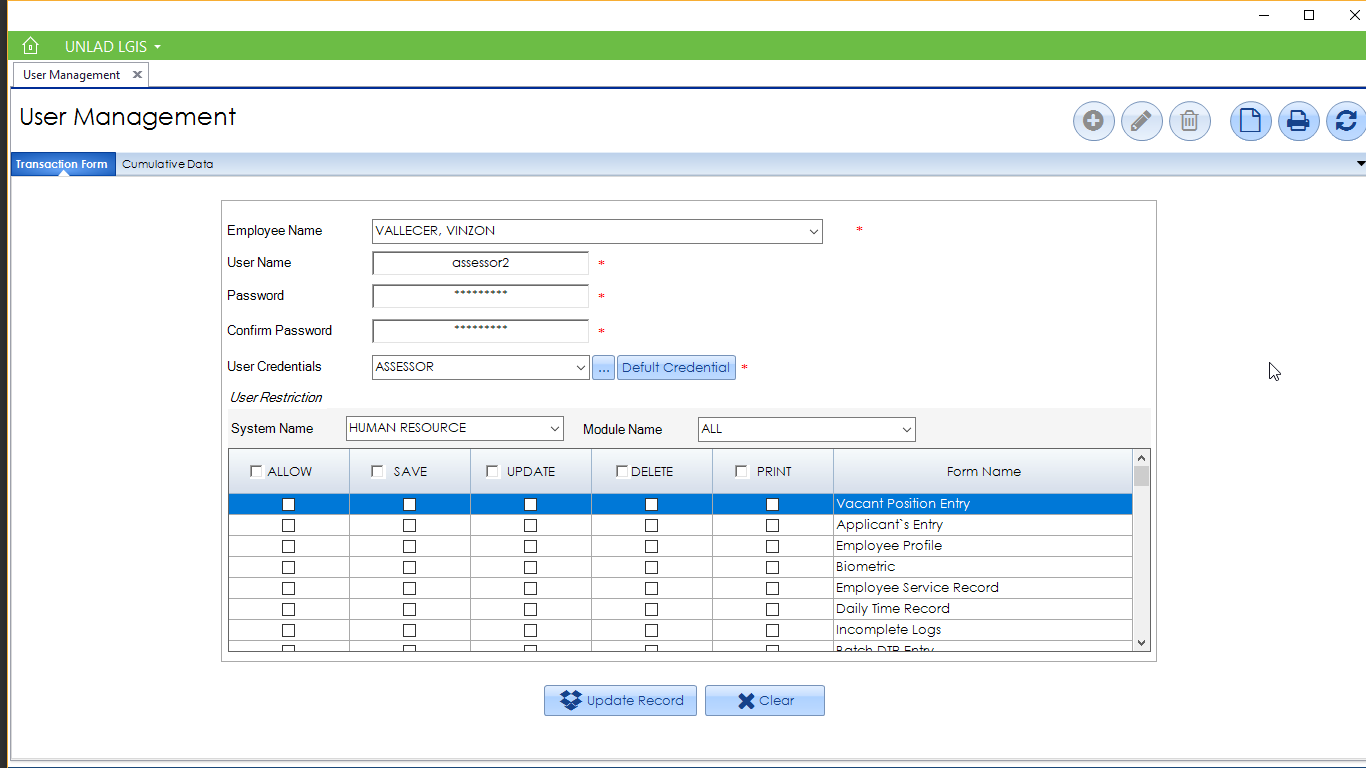 UNLAD LGIS
User Management
User Management
Transaction Form Cumulative Data
Employee Name VALLECER, VINZON *
User Name assessor2 *
Password ********* *
Confirm Password ********* *
User Credentials ASSESSOR ... Defult Credential *
User Restriction
System Name HUMAN RESOURCE Module Name ALL
ALLOW SAVE UPDATE DELETE PRINT Form Name
Vacant Position Entry
Applicant`s Entry
Employee Profile
Biometric
Employee Service Record
Daily Time Record
Incomplete Logs
Batch DTR Entry
Update Record Clear